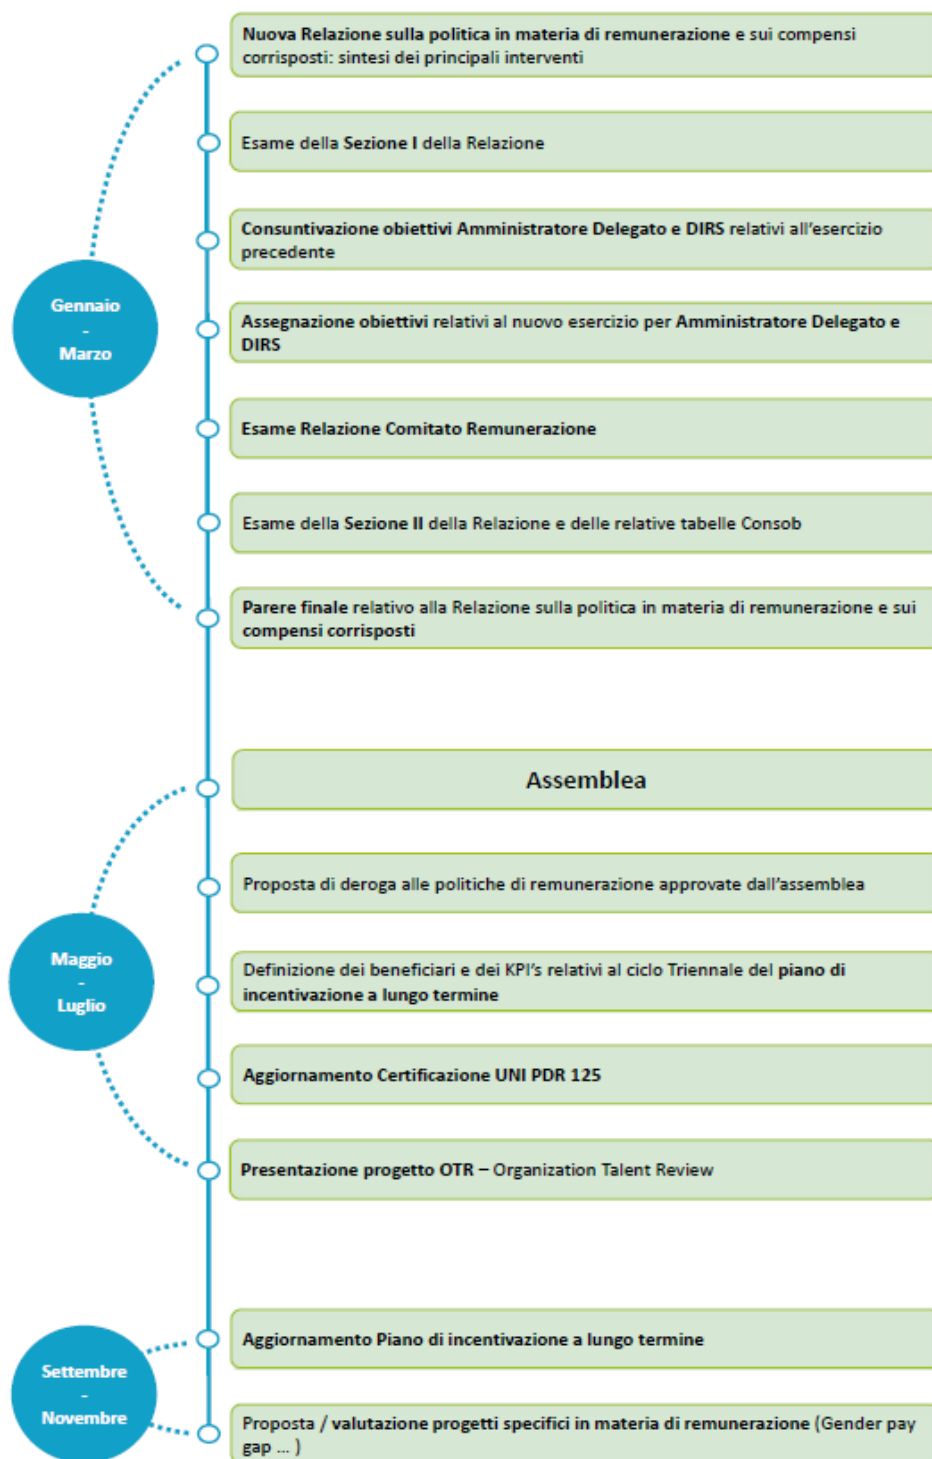 Nuova Relazione sulla politica in materia di remunerazione e sui compensi
corrisposti: sintesi dei principali interventi
Esame della Sezione I della Relazione
Consuntivazione obiettivi Amministratore Delegato e DIRS relativi all'esercizio
precedente
Gennaio
-
Marzo
Assegnazione obiettivi relativi al nuovo esercizio per Amministratore Delegato e
DIRS
Esame Relazione Comitato Remunerazione
Esame della Sezione II della Relazione e delle relative tabelle Consob
Parere finale relativo alla Relazione sulla politica in materia di remunerazione e sui
compensi corrisposti
Assemblea
Proposta di deroga alle politiche di remunerazione approvate dall'assemblea
Maggio
-
Luglio
Definizione dei beneficiari e dei KPI's relativi al ciclo Triennale del piano di
incentivazione a lungo termine
Aggiornamento Certificazione UNI PDR 125
Presentazione progetto OTR – Organization Talent Review
Aggiornamento Piano di incentivazione a lungo termine
Settembre
-
Novembre
Proposta / valutazione progetti specifici in materia di remunerazione (Gender pay
gap ... )